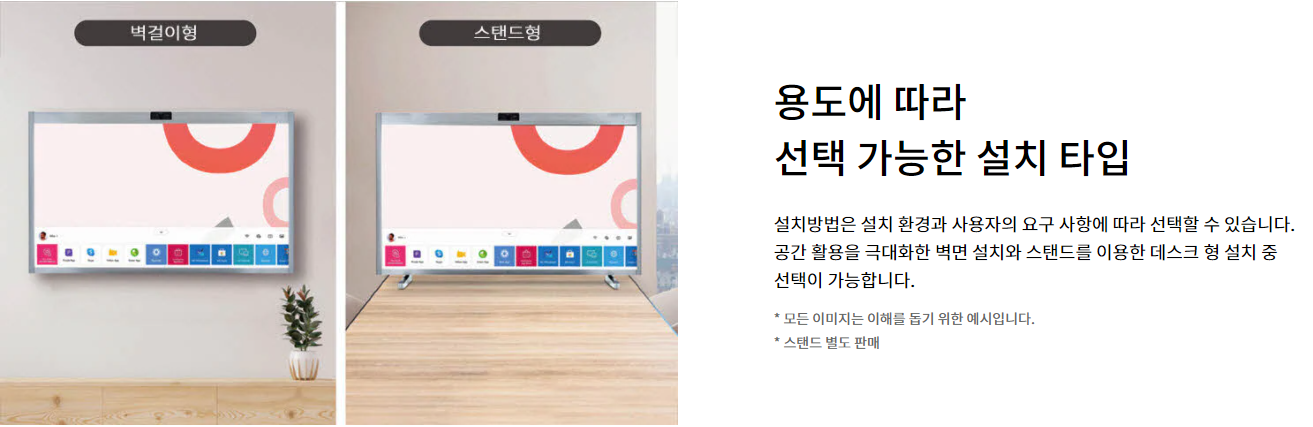 벽걸이형
스탠드형
용도에 따라
선택 가능한 설치 타입
설치방법은 설치 환경과 사용자의 요구 사항에 따라 선택할 수 있습니다.
공간 활용을 극대화한 벽면 설치와 스탠드를 이용한 데스크 형 설치 중
선택이 가능합니다.
* 모든 이미지는 이해를 돕기 위한 예시입니다.
* 스탠드 별도 판매